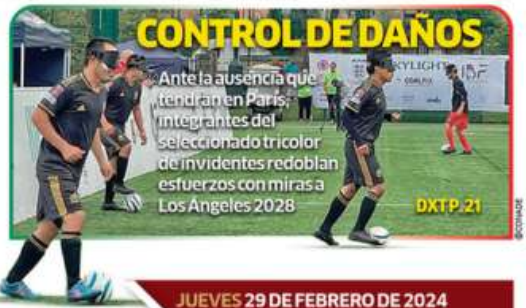 CONTROL DE DAÑOS
Ante la ausencia que
tendrán en París,
integrantes del
seleccionado tricolor
de invidentes redoblan
esfuerzos con miras a
Los Ángeles 2028
DXT P. 21
@CONADE
JUEVES 29 DE FEBRERO DE 2024